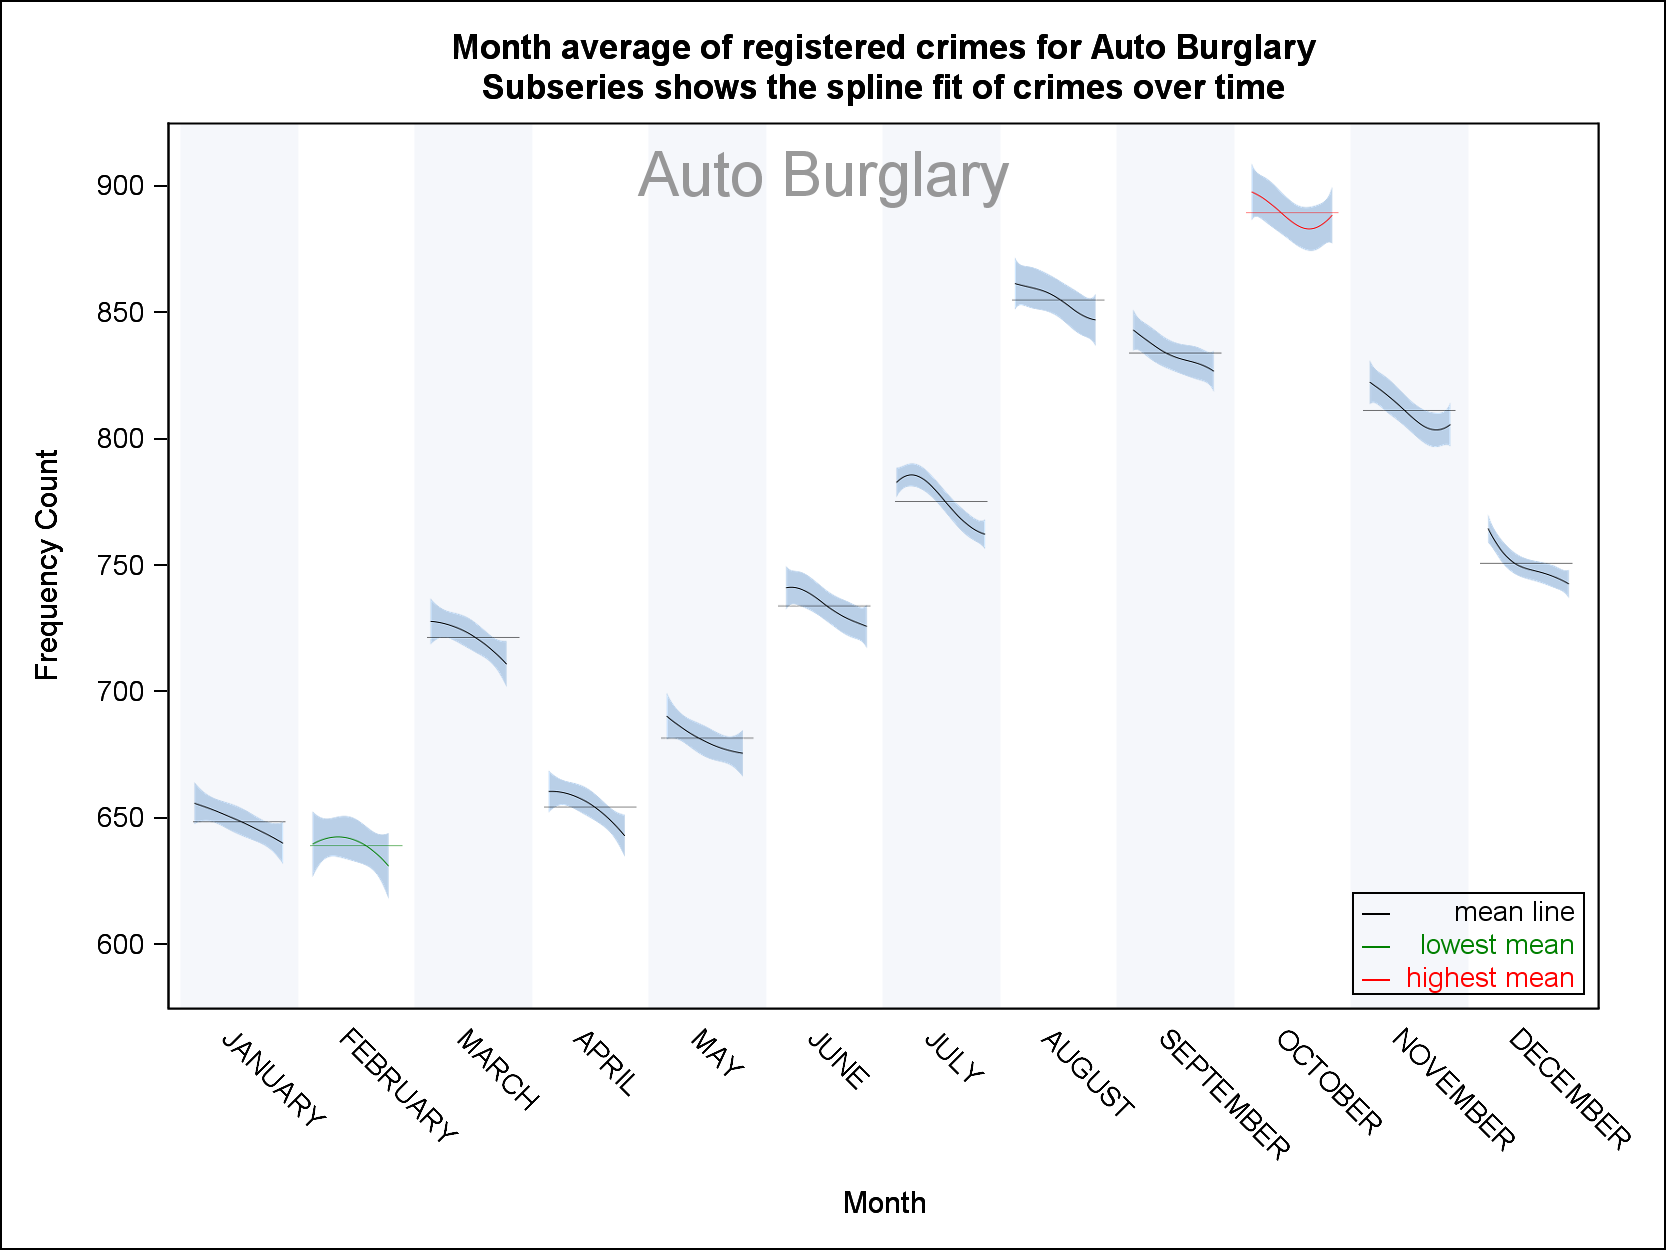 Month average of registered crimes for Auto Burglary
Subseries shows the spline fit of crimes over time
Auto Burglary
Frequency Count
900
850
800
750
700
650
600
mean line
lowest mean
highest mean
JANUARY
FEBRUARY
MARCH
APRIL
MAY
JUNE
JULY
AUGUST
SEPTEMBER
OCTOBER
NOVEMBER
DECEMBER
Month